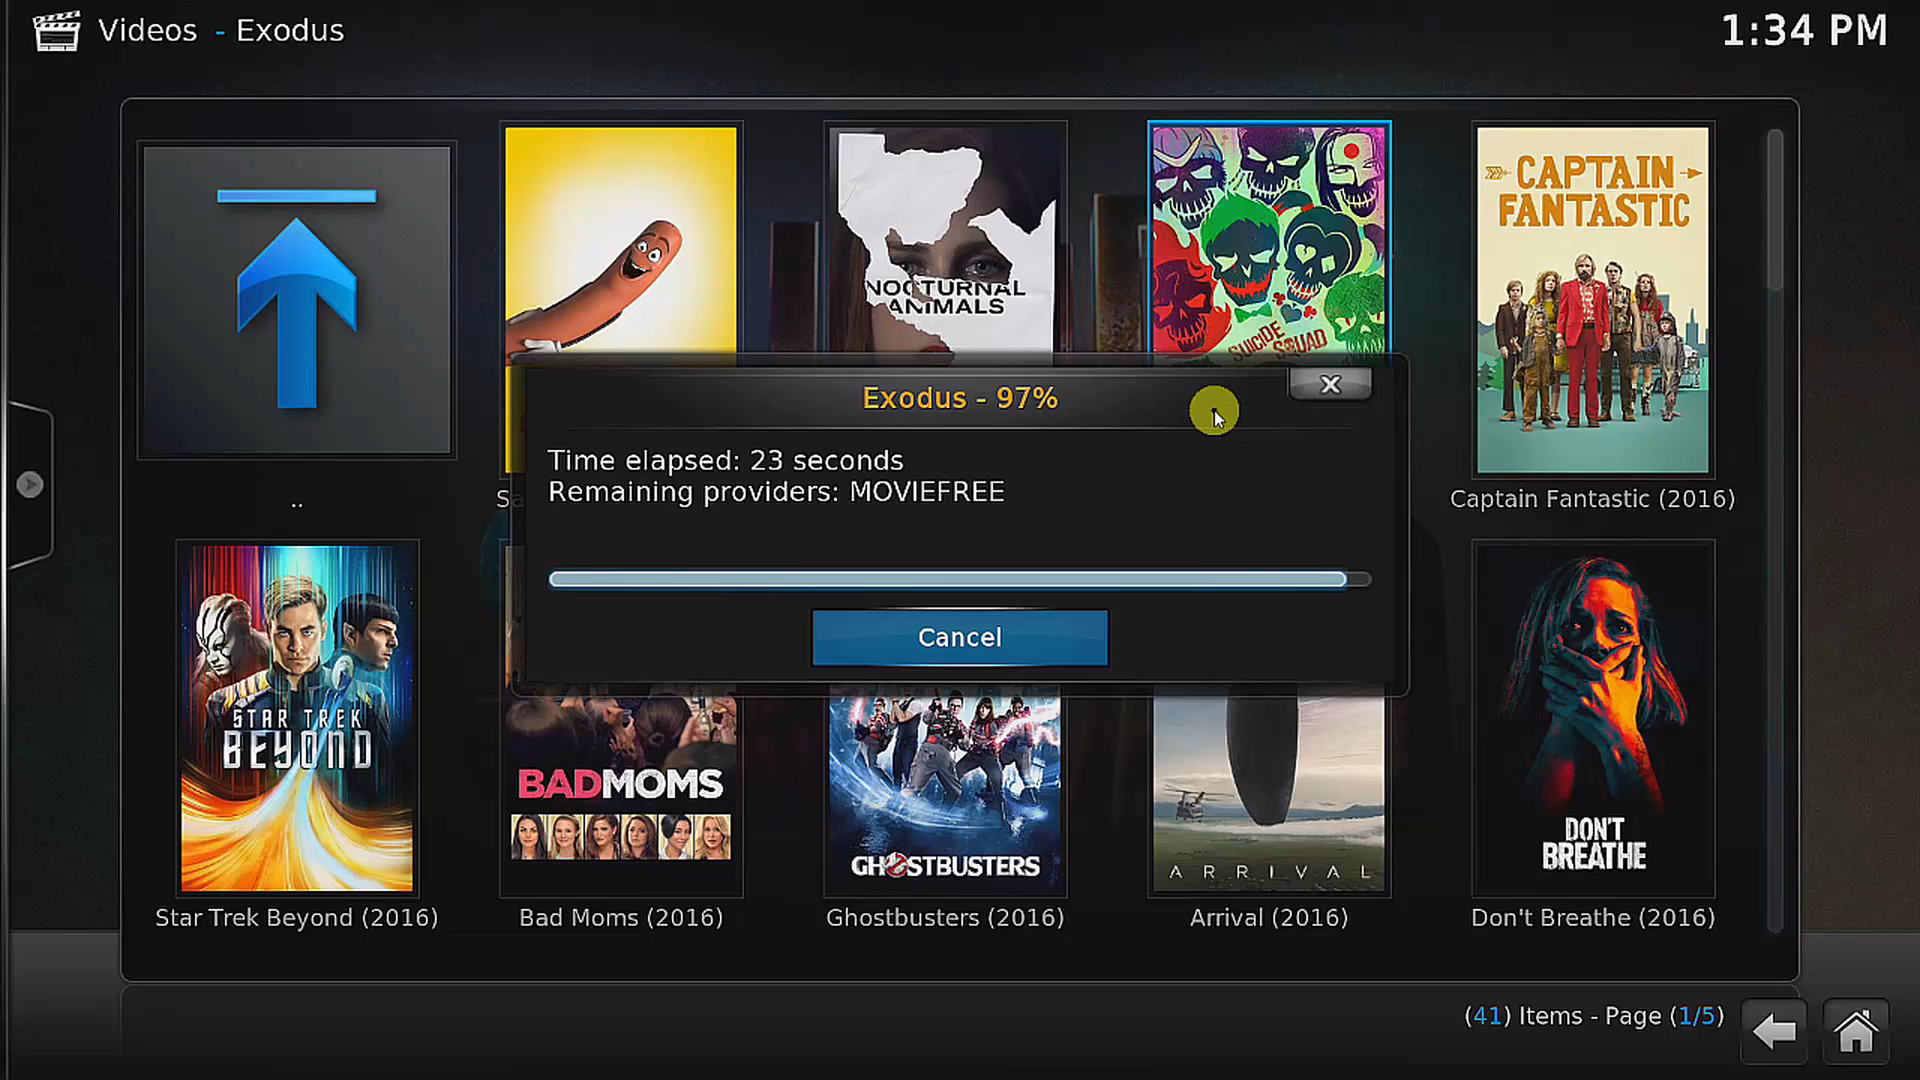 Videos - Exodus
1:34 PM
NOCTURNAL
ANIMALS
SUICIDE
SQUAD
CAPTAIN
FANTASTIC
Exodus - 97%
X
Time elapsed: 23 seconds
Remaining providers: MOVIEFREE
Cancel
..
Captain Fantastic (2016)
STAR TREK
BEYOND
BADMOMS
GHOSTBUSTERS
ARRIVAL
DON'T
BREATHE
Star Trek Beyond (2016)
Bad Moms (2016)
Ghostbusters (2016)
Arrival (2016)
Don't Breathe (2016)
(41) Items - Page (1/5)